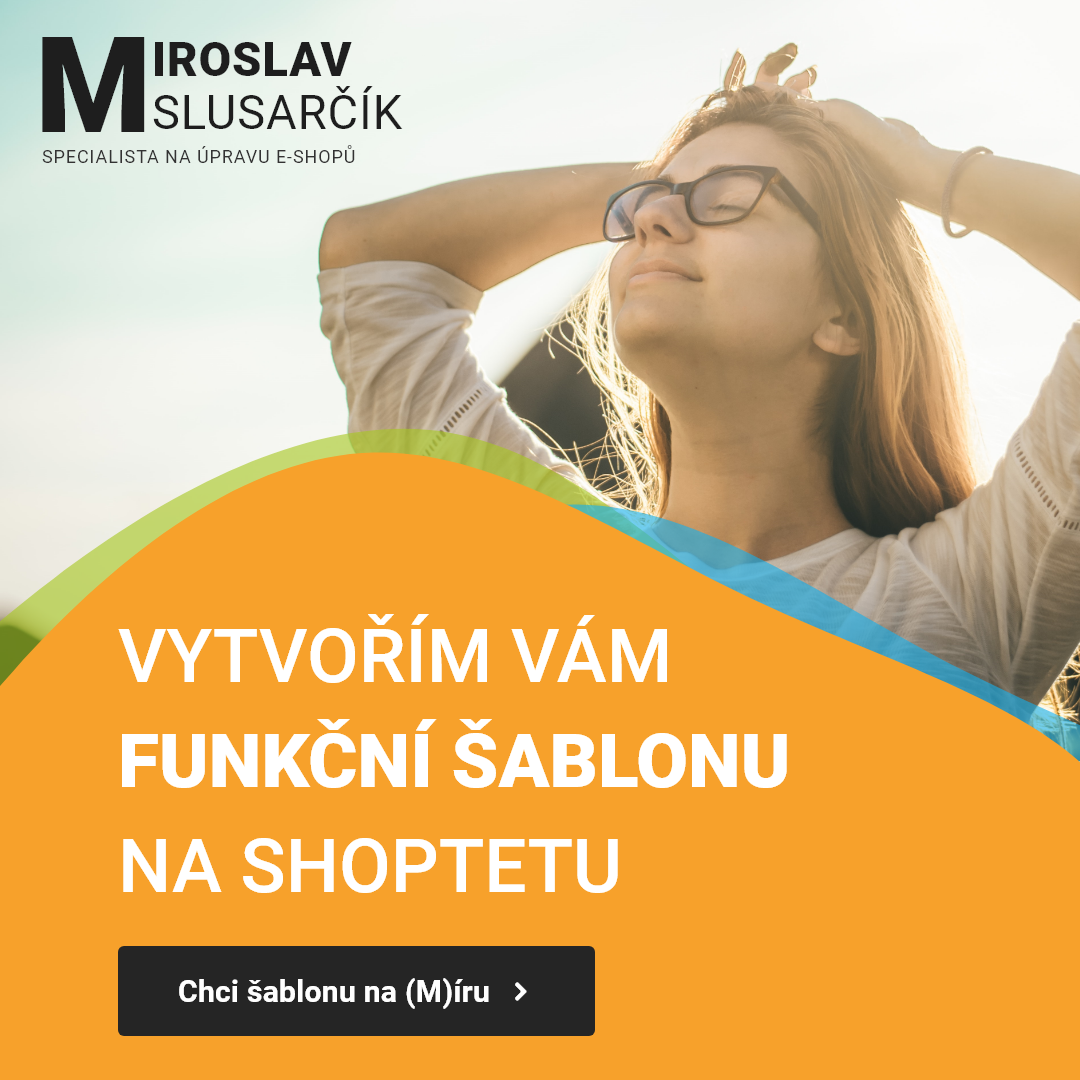 MIROSLAV
SLUSARČÍK
SPECIALISTA NA ÚPRAVU E-SHOPŮ
VYTVOŘÍM VÁM
FUNKČNÍ ŠABLONU
NA SHOPTETU
Chci šablonu na (M)íru